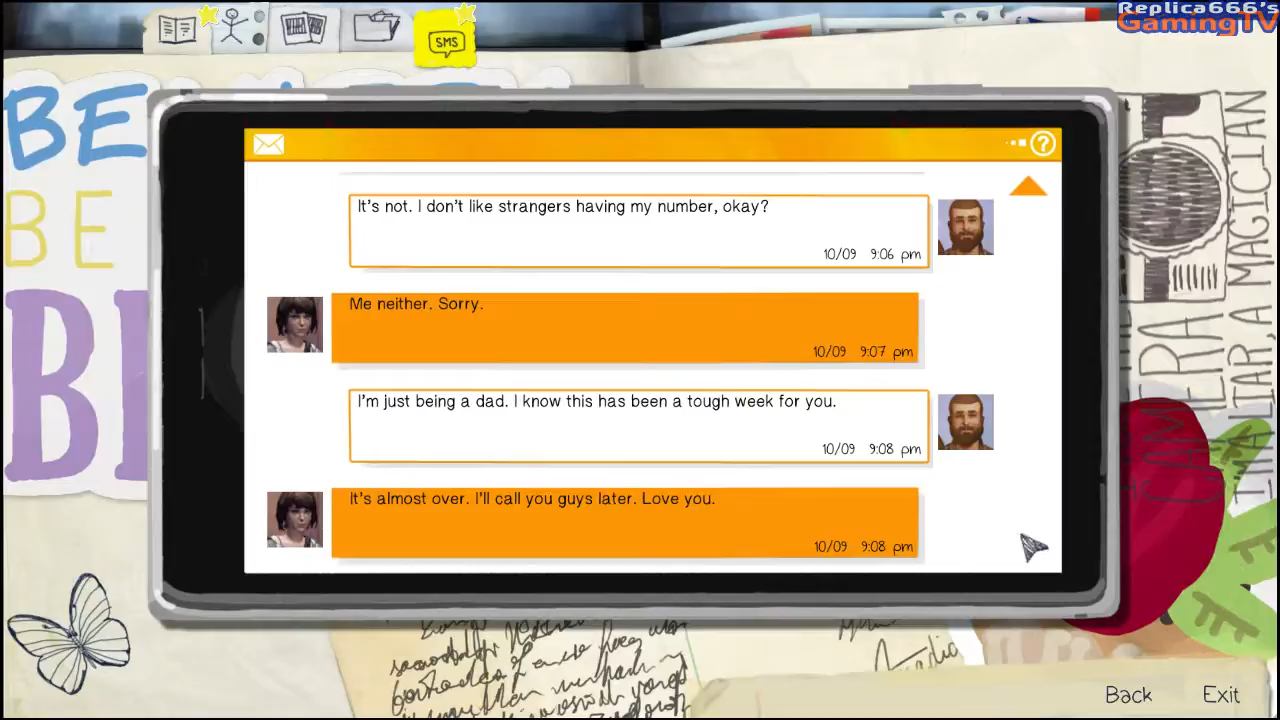 Replica666's
GamingTV
SMS
BE
BE
It's not. I don't like strangers having my number, okay?
10/09 9:06 pm
Me neither. Sorry.
10/09 9:07 pm
I'm just being a dad. I know this has been a tough week for you.
10/09 9:08 pm
It's almost over. I'll call you guys later. Love you.
10/09 9:08 pm
CAMERA
LIAR, A MAGICIAN
Back Exit